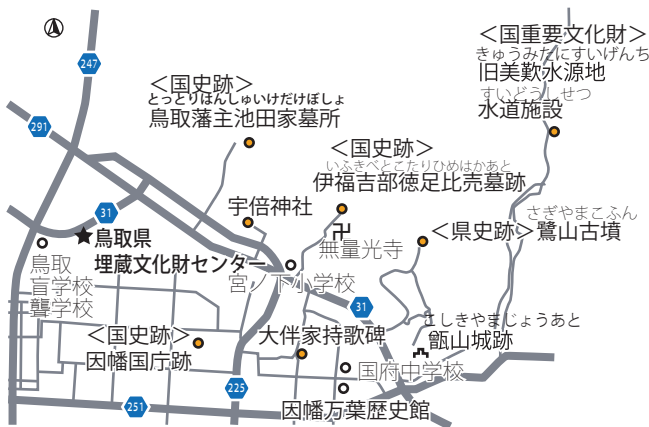 <国重要文化財>
きゅうみたにすいげんち
旧美歎水源地
すいどうしせつ
水道施設
247
<国史跡>
とっとりはんしゅいけだけぼしょ
鳥取藩主池田家墓所
291
<国史跡>
いふきべとこたりひめはかあと
伊福吉部徳足比売墓跡
宇倍神社
31
さぎやまこふん
<県史跡>鷺山古墳
鳥取県
埋蔵文化財センター
無量光寺
鳥取
盲学校
聾学校
宮ノ下小学校
31
<国史跡>
因幡国庁跡
大伴家持歌碑
こしきやまじょうあと
甑山城跡
国府中学校
225
251
因幡万葉歴史館